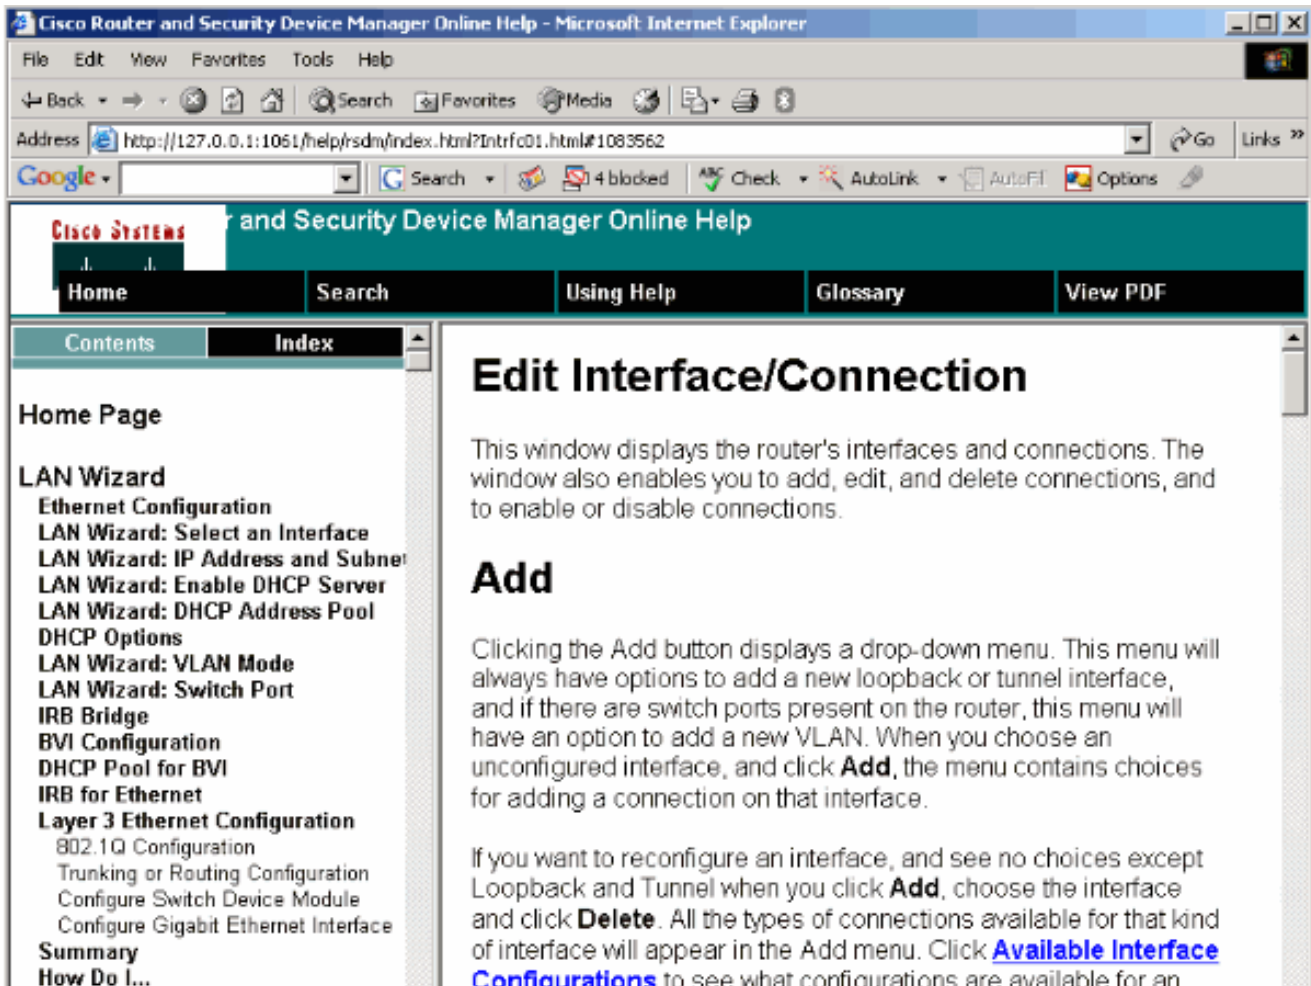 Cisco Router and Security Device Manager Online Help - Microsoft Internet Explorer
File Edit View Favorites Tools Help
Back Search Favorites Media
Address http://127.0.0.1:1061/help/rsdm/index.html?Intrfc01.html#1083562 Go Links »
Google Search 4 blocked Check AutoLink AutoFill Options
CISCO SYSTEMS
r and Security Device Manager Online Help
Home Search Using Help Glossary View PDF
Contents Index
Home Page
LAN Wizard
Ethernet Configuration
LAN Wizard: Select an Interface
LAN Wizard: IP Address and Subne
LAN Wizard: Enable DHCP Server
LAN Wizard: DHCP Address Pool
DHCP Options
LAN Wizard: VLAN Mode
LAN Wizard: Switch Port
IRB Bridge
BVI Configuration
DHCP Pool for BVI
IRB for Ethernet
Layer 3 Ethernet Configuration
802.1Q Configuration
Trunking or Routing Configuration
Configure Switch Device Module
Configure Gigabit Ethernet Interface
Summary
How Do I...
Edit Interface/Connection
This window displays the router's interfaces and connections. The
window also enables you to add, edit, and delete connections, and
to enable or disable connections.
Add
Clicking the Add button displays a drop-down menu. This menu will
always have options to add a new loopback or tunnel interface,
and if there are switch ports present on the router, this menu will
have an option to add a new VLAN. When you choose an
unconfigured interface, and click Add, the menu contains choices
for adding a connection on that interface.
If you want to reconfigure an interface, and see no choices except
Loopback and Tunnel when you click Add, choose the interface
and click Delete. All the types of connections available for that kind
of interface will appear in the Add menu. Click Available Interface
Configurations to see what configurations are available for an